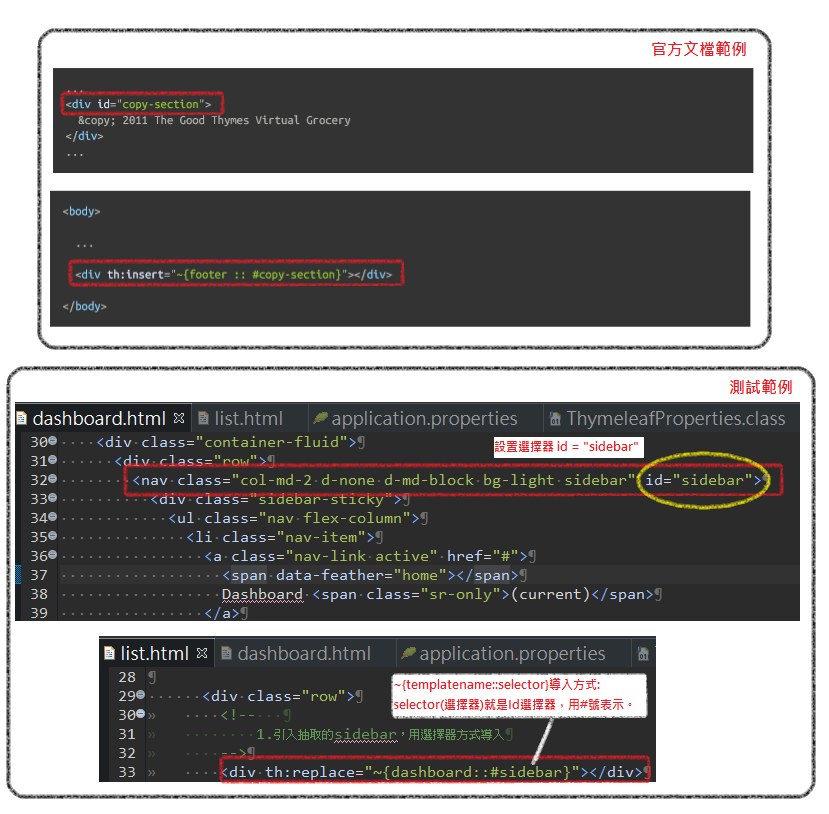 官方文檔範例
...
<div id="copy-section">
&copy; 2011 The Good Thymes Virtual Grocery
</div>
...
<body>
...
<div th:insert="~{footer :: #copy-section}"></div>
</body>
測試範例
dashboard.html list.html application.properties ThymeleafProperties.class
30 <div class="container-fluid">¶
設置選擇器 id = "sidebar"
31 <div class="row">¶
32 <nav class="col-md-2 d-none d-md-block bg-light sidebar" id="sidebar">¶
33 <div class="sidebar-sticky">¶
34 <ul class="nav flex-column">¶
35 <li class="nav-item">¶
36 <a class="nav-link active" href="#">¶
37 <span data-feather="home"></span>¶
38 Dashboard <span class="sr-only">(current)</span>¶
39 </a>¶
list.html dashboard.html application.properties
28 ¶
~{templatename::selector}導入方式:
29 <div class="row">¶
selector(選擇器)就是Id選擇器，用#號表示。
30 » <!-- ¶
31 » 1.引入抽取的sidebar，用選擇器方式導入¶
32 » -->¶
33 » <div th:replace="~{dashboard::#sidebar}"></div>¶